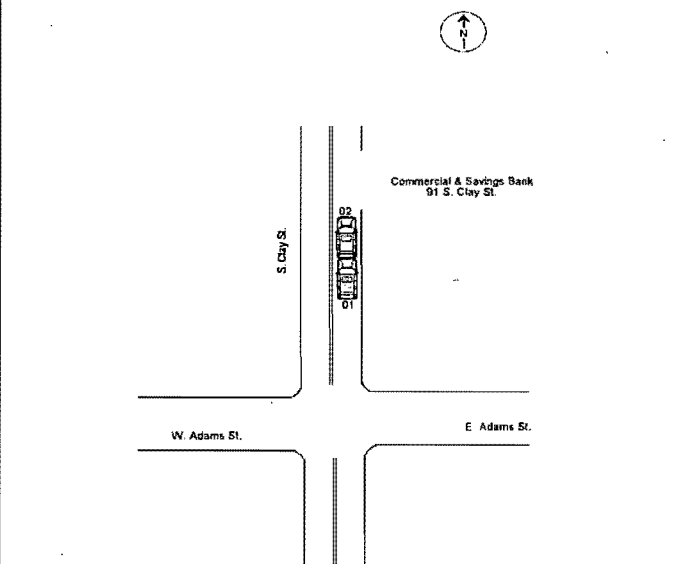 N
Commercial & Savings Bank
91 S. Clay St.
02
S. Clay St.
01
E. Adams St.
W. Adams St.